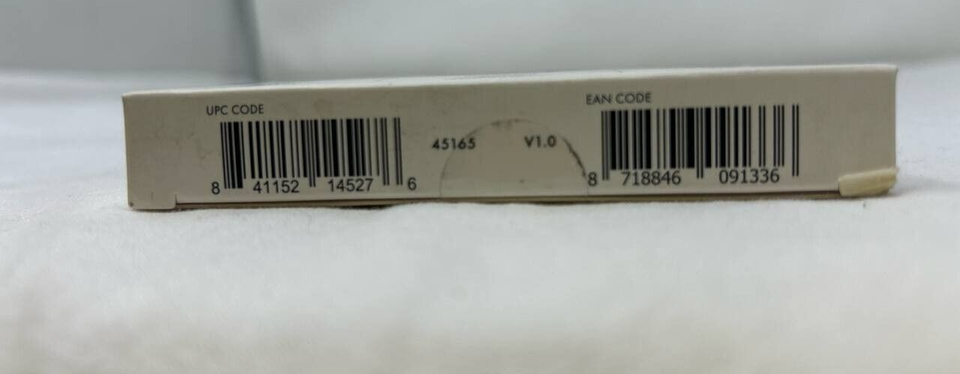 UPC CODE
8 41152 14527 6
45165 V1.0
EAN CODE
8 718846 091336